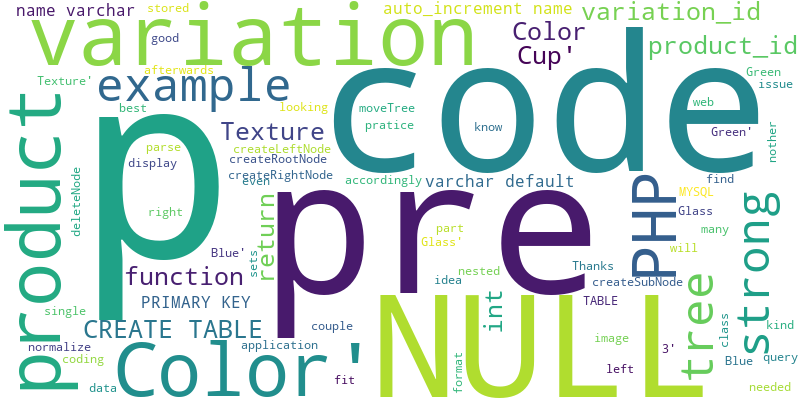 name varchar
stored
auto_increment name
variation_id
variation
good
Color
Cup'
product_id
Texture'
afterwards
example
code
Green
issue
product
best
looking
moveTree
web
p
Texture
pratice
know
Green'
nother
parse
createLeftNode
display
createRootNode
createRightNode
even
accordingly
varchar default
find
MYSQL
deleteNode
right
return
pre
PHP
Glass
many
strong
part
Glass'
will
Blue'
sets
function
nested
idea
Thanks
createSubNode
tree
PRIMARY KEY
int
TABLE
single
CREATE TABLE
couple
NULL
image
class
kind
normalize
coding
application
Color'
format
3'
left
Blue
query
data
fit
needed